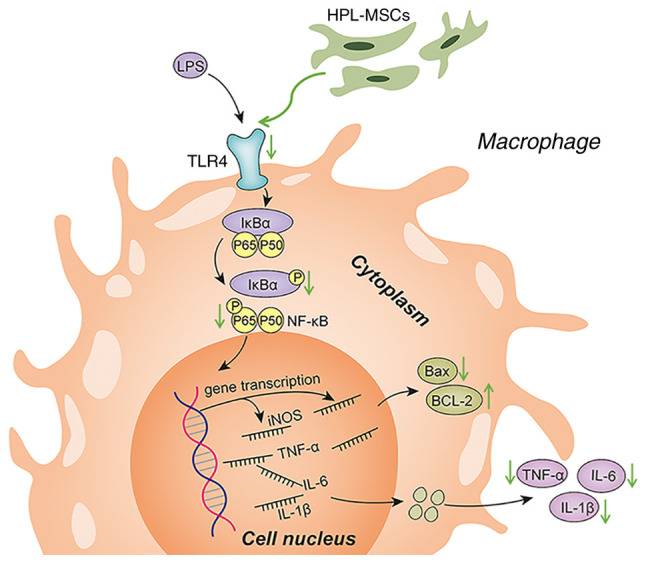 HPL-MSCs
LPS
Macrophage
TLR4
IκBα
P65 P50
Cytoplasm
IκBα P
P
P65 P50 NF-κB
gene transcription
Bax
BCL-2
iNOS
TNF-α
IL-6
IL-1β
TNF-α IL-6
IL-1β
Cell nucleus